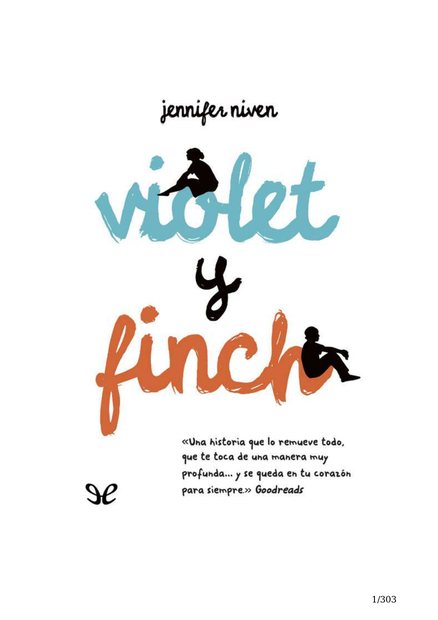 jennifer niven
violet
y
finch
«Una historia que lo remueve todo,
que te toca de una manera muy
profunda... y se queda en tu corazón
para siempre.» Goodreads
1/303